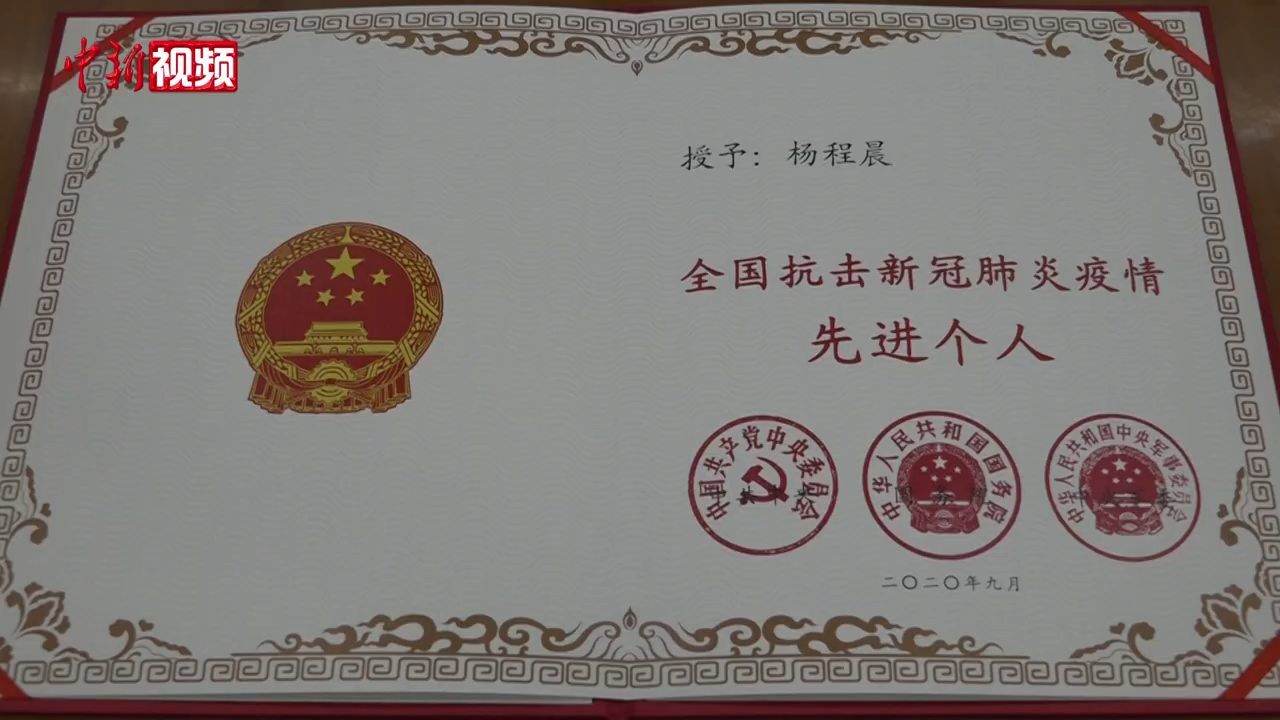 中新视频
授予：杨程晨
全国抗击新冠肺炎疫情
先进个人
中国共产党中央委员会
中华人民共和国国务院
国务院
中华人民共和国中央军事委员会
二〇二〇年九月